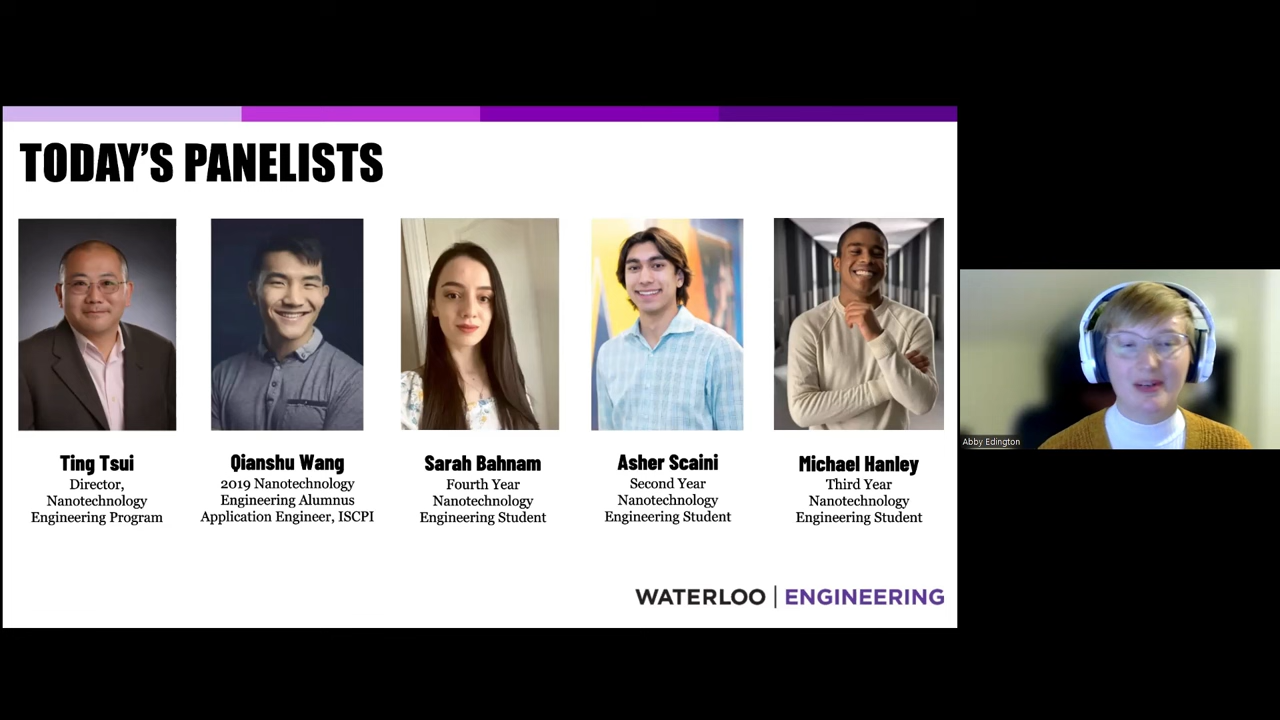 TODAY'S PANELISTS
Ting Tsui
Director,
Nanotechnology
Engineering Program
Qianshu Wang
2019 Nanotechnology
Engineering Alumnus
Application Engineer, ISCPI
Sarah Bahnam
Fourth Year
Nanotechnology
Engineering Student
Asher Scaini
Second Year
Nanotechnology
Engineering Student
Michael Hanley
Third Year
Nanotechnology
Engineering Student
WATERLOO | ENGINEERING
Abby Edington